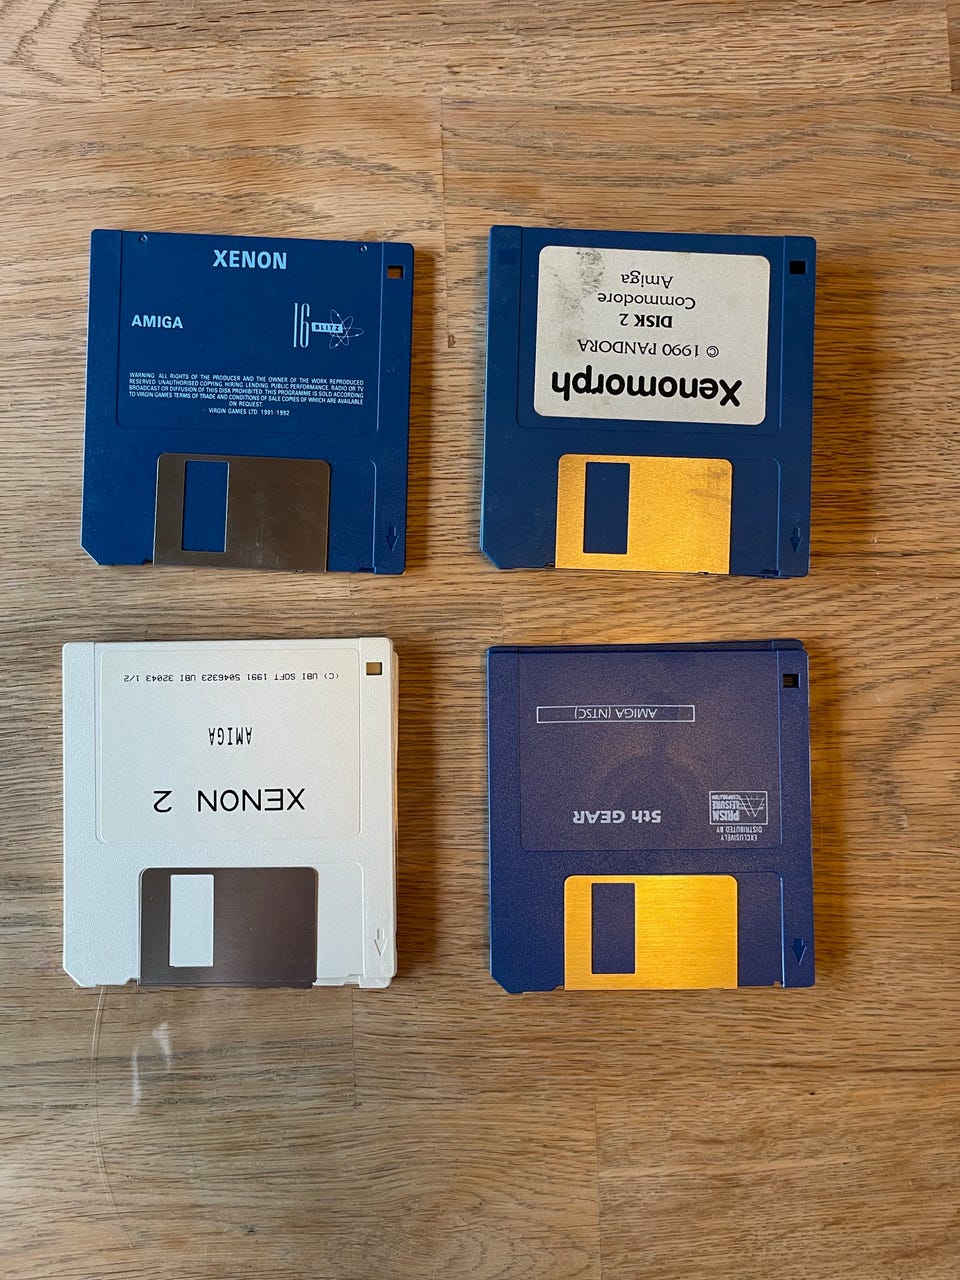 XENON
AMIGA
16
BLITZ
WARNING: ALL RIGHTS OF THE PRODUCER AND THE OWNER OF THE WORK REPRODUCED
RESERVED. UNAUTHORISED COPYING, HIRING, LENDING, PUBLIC PERFORMANCE, RADIO OR TV
BROADCAST OR DIFFUSION OF THIS DISK PROHIBITED. THIS PROGRAMME IS SOLD ACCORDING
TO VIRGIN GAMES TERMS OF TRADE AND CONDITIONS OF SALE COPIES OF WHICH ARE AVAILABLE
ON REQUEST.
VIRGIN GAMES LTD 1991-1992
Xenomorph
© 1990 PANDORA
DISK 2
Commodore
Amiga
XENON 2
AMIGA
(C) UBI SOFT 1991 5046323 UBI 32043 1/2
EXCLUSIVELY
DISTRIBUTED BY
PRISM
LEISURE
CORPORATION
5th GEAR
AMIGA (NTSC)